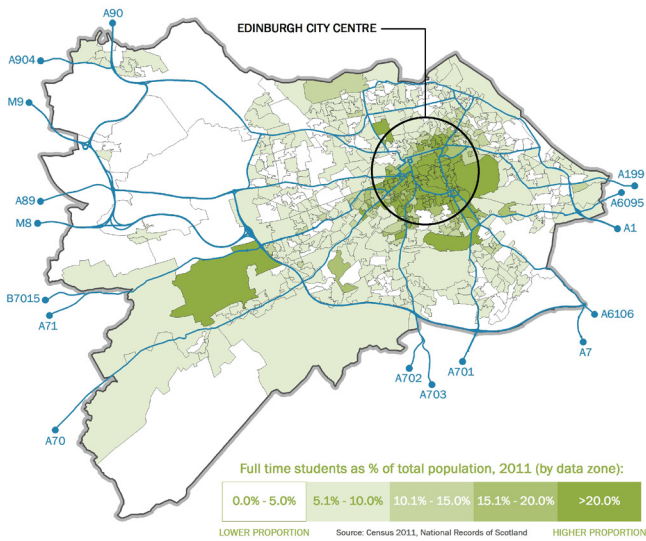 A90
EDINBURGH CITY CENTRE
A904
M9
A199
A89
A6095
M8
A1
B7015
A71
A6106
A7
A702
A701
A703
A70
Full time students as % of total population, 2011 (by data zone):
0.0% - 5.0% 5.1% - 10.0% 10.1% - 15.0% 15.1% - 20.0% >20.0%
LOWER PROPORTION Source: Census 2011, National Records of Scotland HIGHER PROPORTION